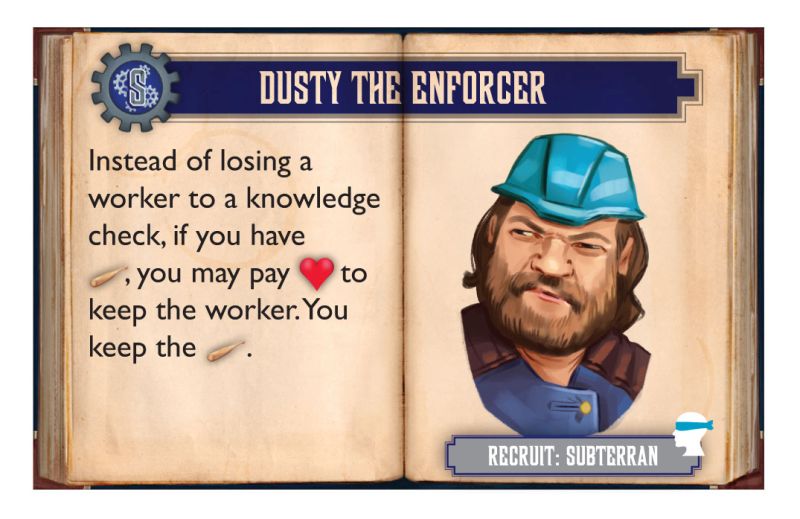 S
DUSTY THE ENFORCER
Instead of losing a
worker to a knowledge
check, if you have
, you may pay ❤ to
keep the worker. You
keep the .
RECRUIT: SUBTERRAN